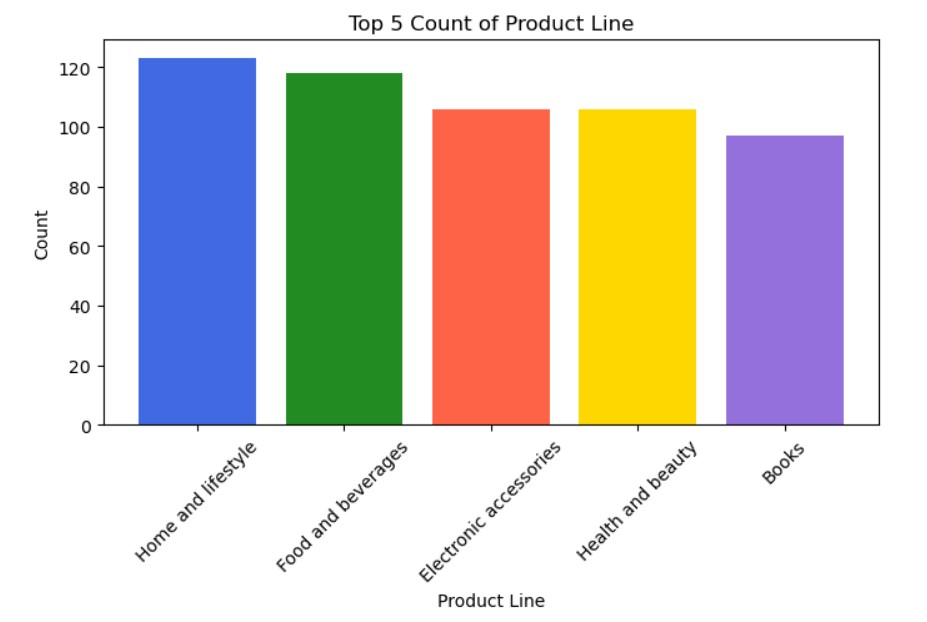 Top 5 Count of Product Line
Count
120
100
80
60
40
20
0
Home and lifestyle
Food and beverages
Electronic accessories
Health and beauty
Books
Product Line